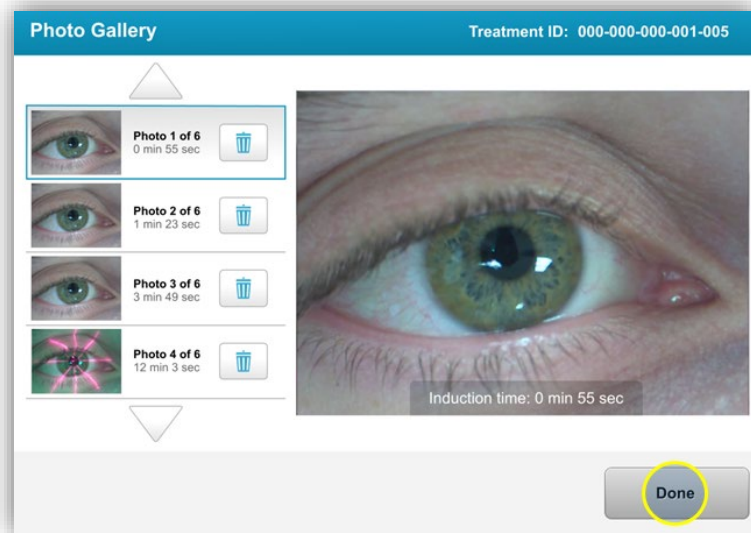 Photo Gallery
Treatment ID: 000-000-000-001-005
Photo 1 of 6
0 min 55 sec
Photo 2 of 6
1 min 23 sec
Photo 3 of 6
3 min 49 sec
Photo 4 of 6
12 min 3 sec
Induction time: 0 min 55 sec
Done